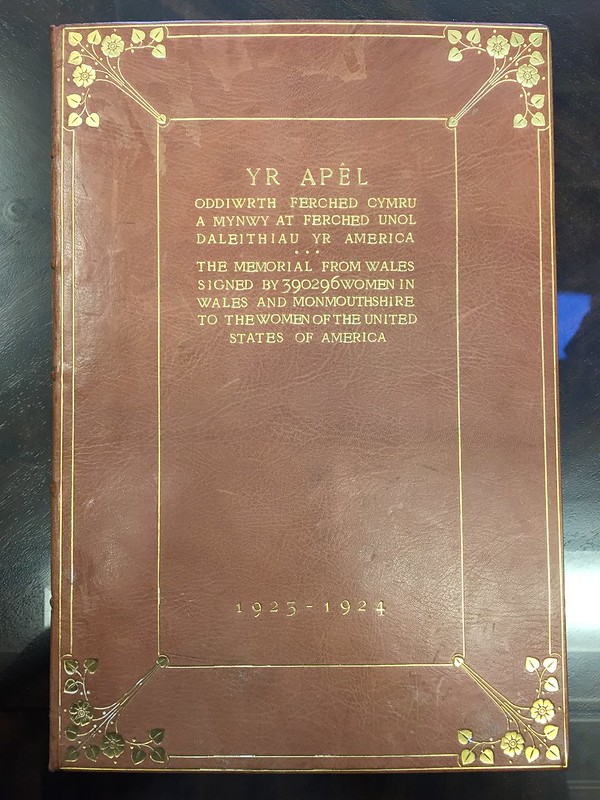 YR APÊL
ODDIWRTH FERCHED CYMRU
A MYNWY AT FERCHED UNOL
DALEITHIAU YR AMERICA
• • •
THE MEMORIAL FROM WALES
SIGNED BY 390296 WOMEN IN
WALES AND MONMOUTHSHIRE
TO THE WOMEN OF THE UNITED
STATES OF AMERICA
1923-1924